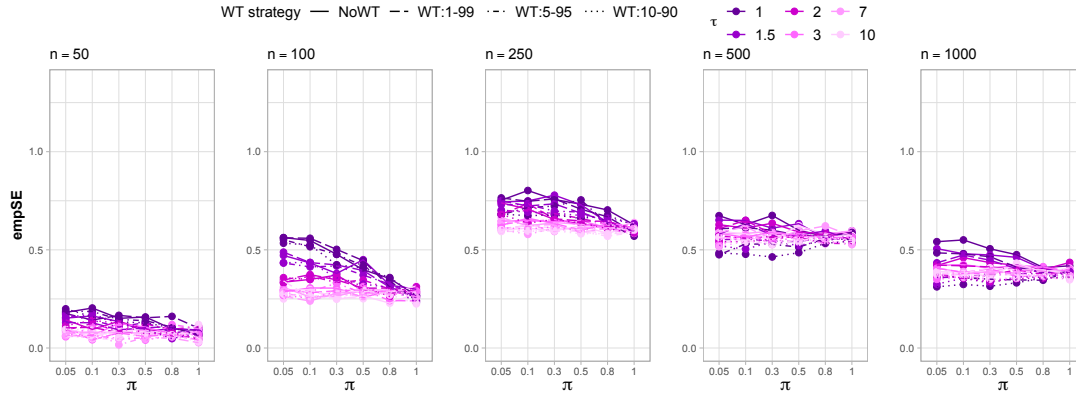 WT strategy NoWT WT:1-99 WT:5-95 WT:10-90 τ 1 2 7
1.5 3 10
n = 50 n = 100 n = 250 n = 500 n = 1000
empSE
1.0 1.0 1.0 1.0 1.0
0.5 0.5 0.5 0.5 0.5
0.0 0.0 0.0 0.0 0.0
0.05 0.1 0.3 0.5 0.8 1 0.05 0.1 0.3 0.5 0.8 1 0.05 0.1 0.3 0.5 0.8 1 0.05 0.1 0.3 0.5 0.8 1 0.05 0.1 0.3 0.5 0.8 1
π π π π π